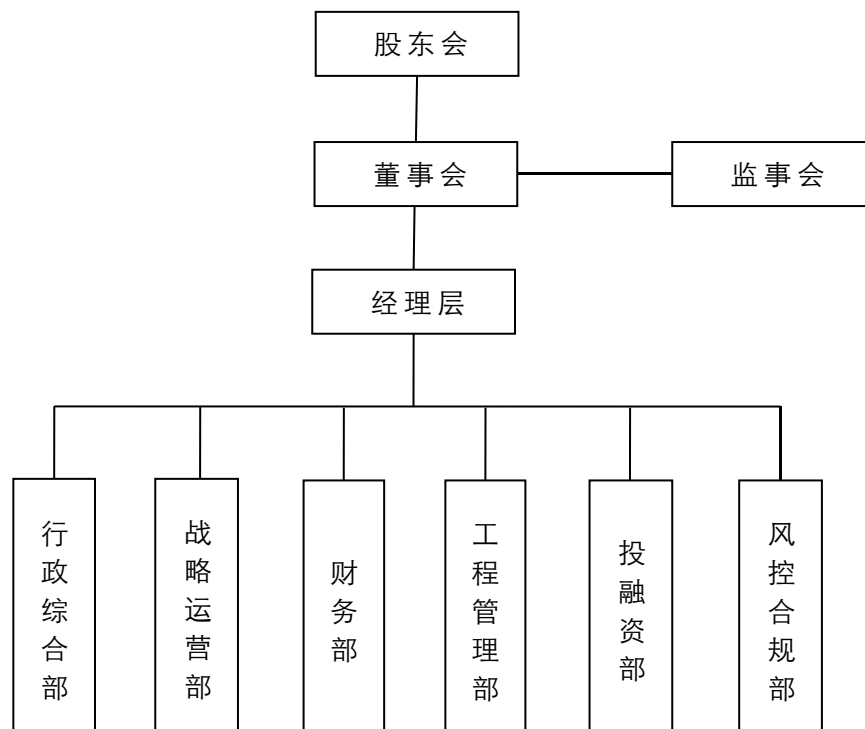 股东会
董事会
监事会
经理层
行政综合部
战略运营部
财务部
工程管理部
投融资部
风控合规部